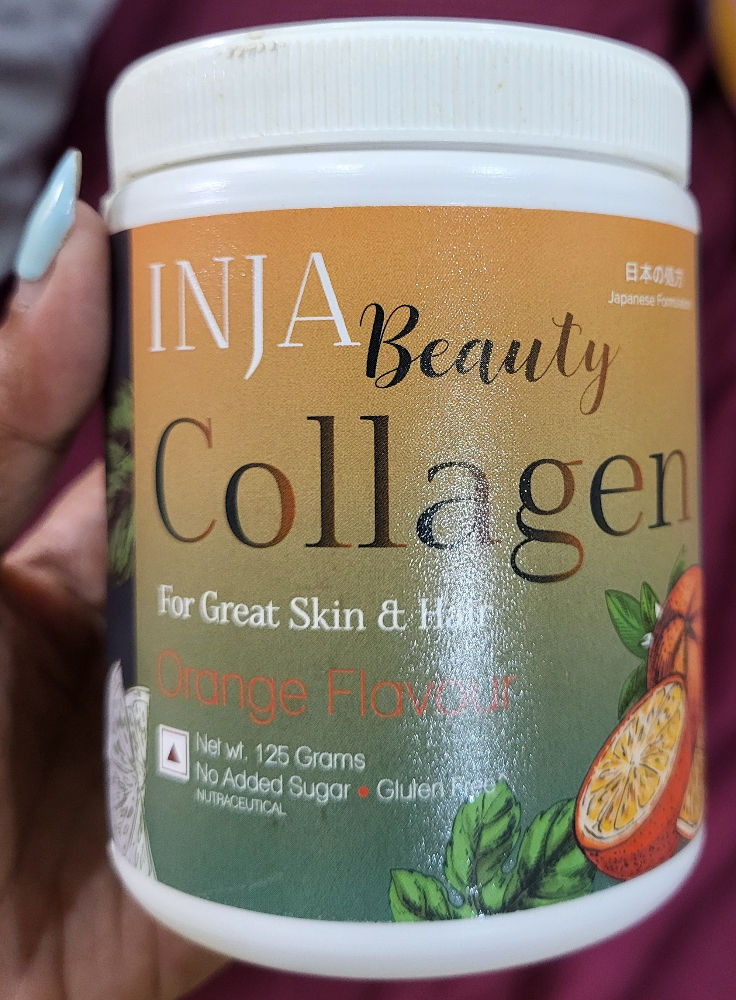 INJA
Beauty
日本の処方
Japanese Formulation
Collagen
For Great Skin & Hair
Orange Flavour
Net wt. 125 Grams
No Added Sugar • Gluten Free
NUTRACEUTICAL